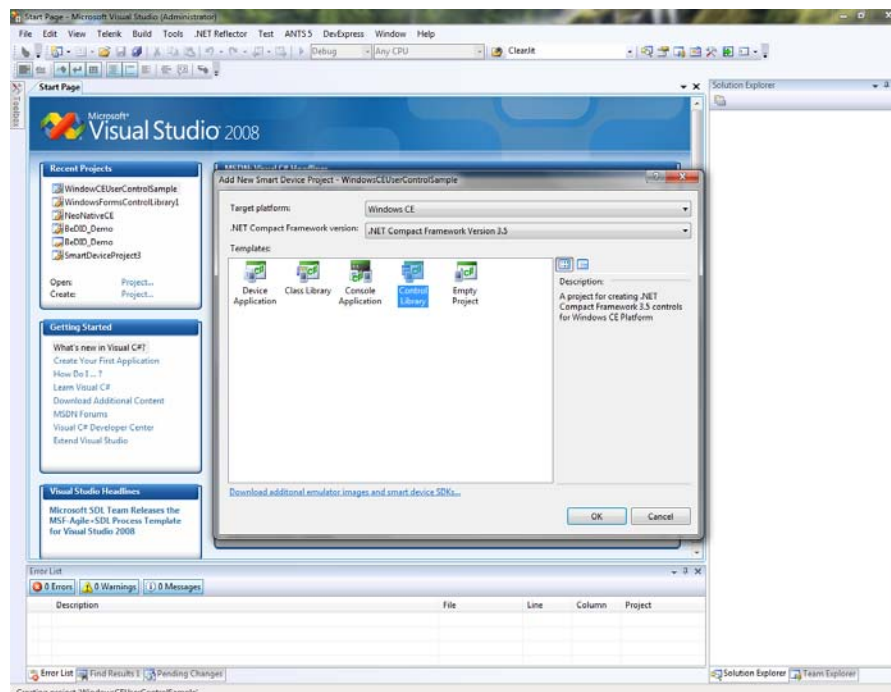 Start Page - Microsoft Visual Studio (Administrator)
File Edit View Telerik Build Tools .NET Reflector Test ANTS 5 DevExpress Window Help
Debug Any CPU ClearIt
Start Page
Solution Explorer
Toolbox
Microsoft
Visual Studio 2008
Recent Projects
WindowCEUserControlSample
WindowsFormsControlLibrary1
NeoNativeCE
BeDID_Demo
BeDID_Demo
SmartDeviceProject3
Open: Project...
Create: Project...
Getting Started
What's new in Visual C#?
Create Your First Application
How Do I ... ?
Learn Visual C#
Download Additional Content
MSDN Forums
Visual C# Developer Center
Extend Visual Studio
Visual Studio Headlines
Microsoft SDL Team Releases the
MSF-Agile+SDL Process Template
for Visual Studio 2008
MSDN: Visual C# Headlines
Add New Smart Device Project - WindowsCEUserControlSample
Target platform: Windows CE
.NET Compact Framework version: .NET Compact Framework Version 3.5
Templates:
Device Application
Class Library
Console Application
Control Library
Empty Project
Description:
A project for creating .NET
Compact Framework 3.5 controls
for Windows CE Platform
Download additional emulator images and smart device SDKs...
OK Cancel
Error List
0 Errors 0 Warnings 0 Messages
Description File Line Column Project
Error List Find Results 1 Pending Changes
Solution Explorer Team Explorer